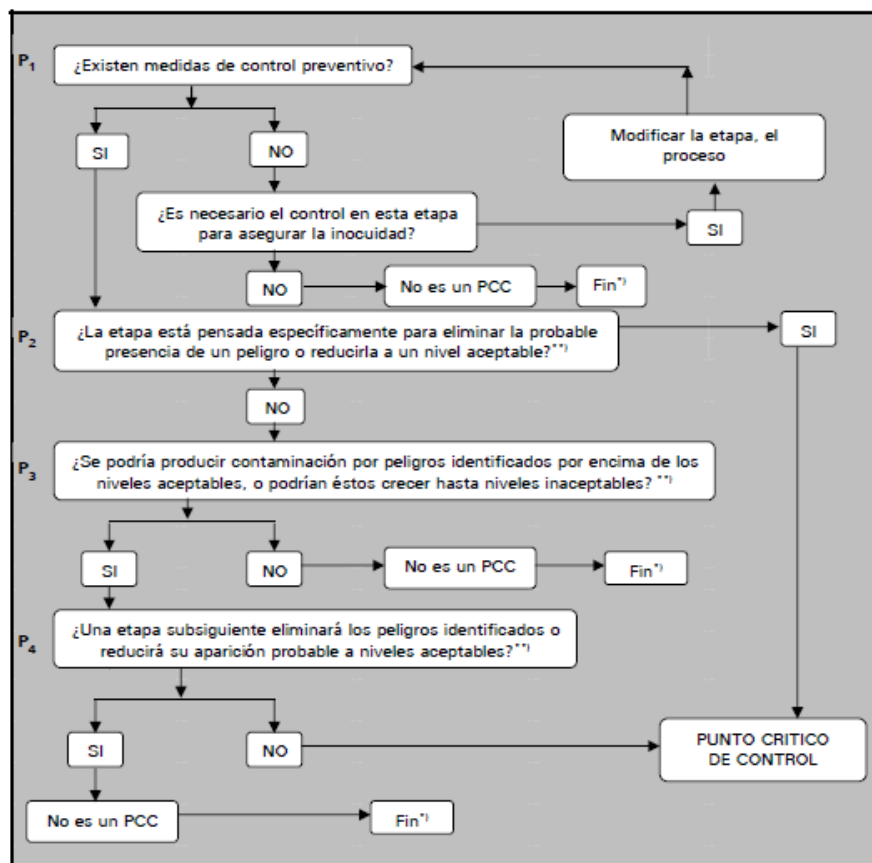 P1
¿Existen medidas de control preventivo?
SI
NO
Modificar la etapa, el
proceso
¿Es necesario el control en esta etapa
para asegurar la inocuidad?
SI
NO
No es un PCC
Fin*)
P2
¿La etapa está pensada específicamente para eliminar la probable
presencia de un peligro o reducirla a un nivel aceptable?**)
SI
NO
P3
¿Se podría producir contaminación por peligros identificados por encima de los
niveles aceptables, o podrían éstos crecer hasta niveles inaceptables? **)
SI
NO
No es un PCC
Fin*)
P4
¿Una etapa subsiguiente eliminará los peligros identificados o
reducirá su aparición probable a niveles aceptables?**)
SI
NO
PUNTO CRITICO
DE CONTROL
No es un PCC
Fin*)